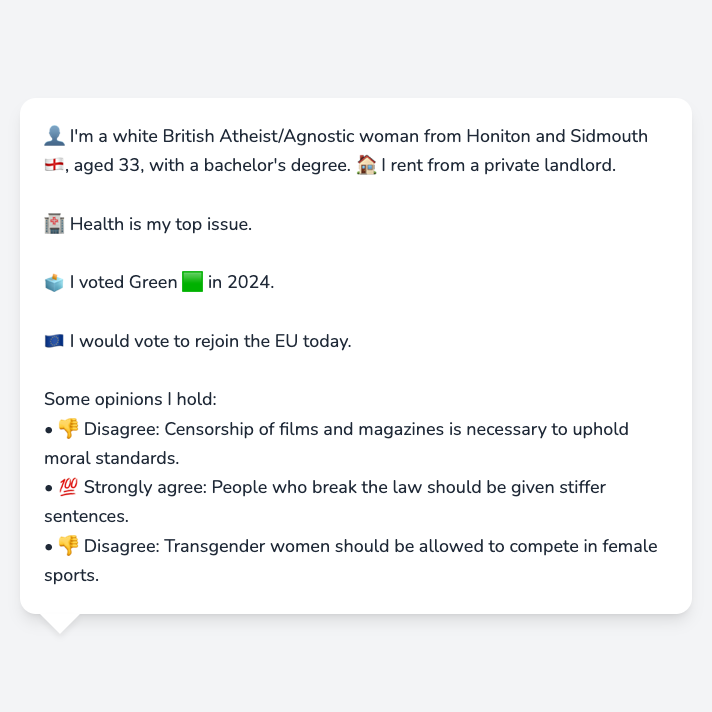 👤 I'm a white British Atheist/Agnostic woman from Honiton and Sidmouth
🏴󠁧󠁢󠁥󠁮󠁧󠁿, aged 33, with a bachelor's degree. 🏠 I rent from a private landlord.
🏥 Health is my top issue.
🗳️ I voted Green 🟩 in 2024.
🇪🇺 I would vote to rejoin the EU today.
Some opinions I hold:
• 👎 Disagree: Censorship of films and magazines is necessary to uphold
moral standards.
• 💯 Strongly agree: People who break the law should be given stiffer
sentences.
• 👎 Disagree: Transgender women should be allowed to compete in female
sports.